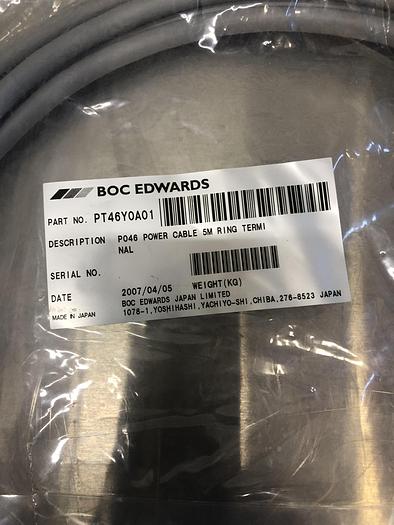 BOC EDWARDS
PART NO. PT46Y0A01
DESCRIPTION P046 POWER CABLE 5M RING TERMI
NAL
SERIAL NO.
DATE 2007/04/05 WEIGHT(KG)
BOC EDWARDS JAPAN LIMITED
MADE IN JAPAN 1078-1,YOSHIHASHI,YACHIYO-SHI,CHIBA,276-8523 JAPAN